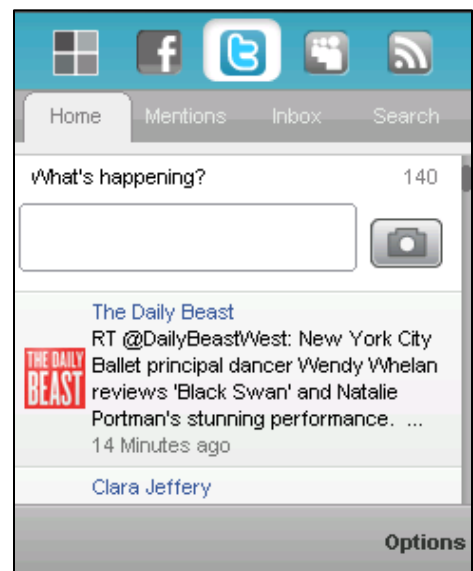 Home Mentions Inbox Search
What's happening? 140
The Daily Beast
RT @DailyBeastWest: New York City
THE DAILY
BEAST
Ballet principal dancer Wendy Whelan
reviews 'Black Swan' and Natalie
Portman's stunning performance. ...
14 Minutes ago
Clara Jeffery
Options